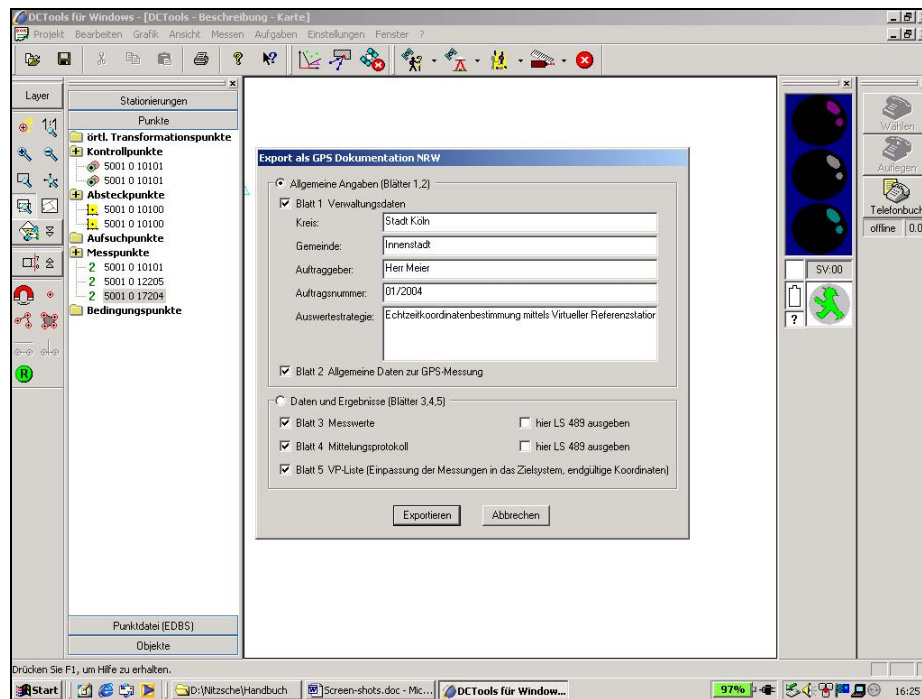 DCTools für Windows - [DCTools - Beschreibung - Karte]
Projekt Bearbeiten Grafik Ansicht Messen Aufgaben Einstellungen Fenster ?
Layer
Stationierungen
Punkte
örtl. Transformationspunkte
Kontrollpunkte
5001 0 10101
5001 0 10101
Absteckpunkte
5001 0 10100
5001 0 10100
Aufsuchpunkte
Messpunkte
2 5001 0 10101
2 5001 0 12205
2 5001 0 17204
Bedingungspunkte
Punktdatei (EDBS)
Objekte
Export als GPS Dokumentation NRW
Allgemeine Angaben (Blätter 1,2)
Blatt 1 Verwaltungsdaten
Kreis: Stadt Köln
Gemeinde: Innenstadt
Auftraggeber: Herr Meier
Auftragsnummer: 01/2004
Auswertestrategie: Echtzeitkoordinatenbestimmung mittels Virtueller Referenzstation
Blatt 2 Allgemeine Daten zur GPS-Messung
Daten und Ergebnisse (Blätter 3,4,5)
Blatt 3 Messwerte hier LS 489 ausgeben
Blatt 4 Mittelungsprotokoll hier LS 489 ausgeben
Blatt 5 VP-Liste (Einpassung der Messungen in das Zielsystem, endgültige Koordinaten)
Exportieren Abbrechen
SV:00
?
Wählen
Auflegen
Telefonbuch
offline 0.0
Drücken Sie F1, um Hilfe zu erhalten.
Start D:\Nitzsche\Handbuch Screen-shots.doc - Mic... DCTools für Window... 97% 16:25